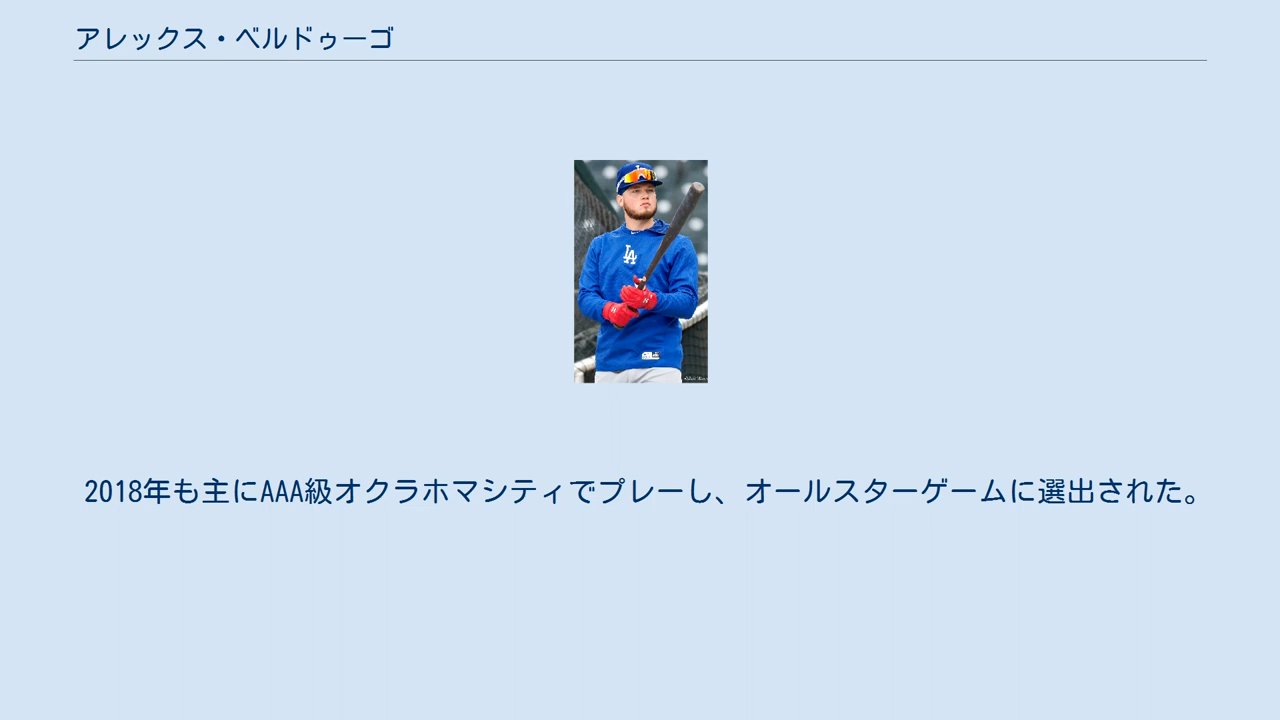 アレックス・ベルドゥーゴ
LA
2018年も主にAAA級オクラホマシティでプレーし、オールスターゲームに選出された。